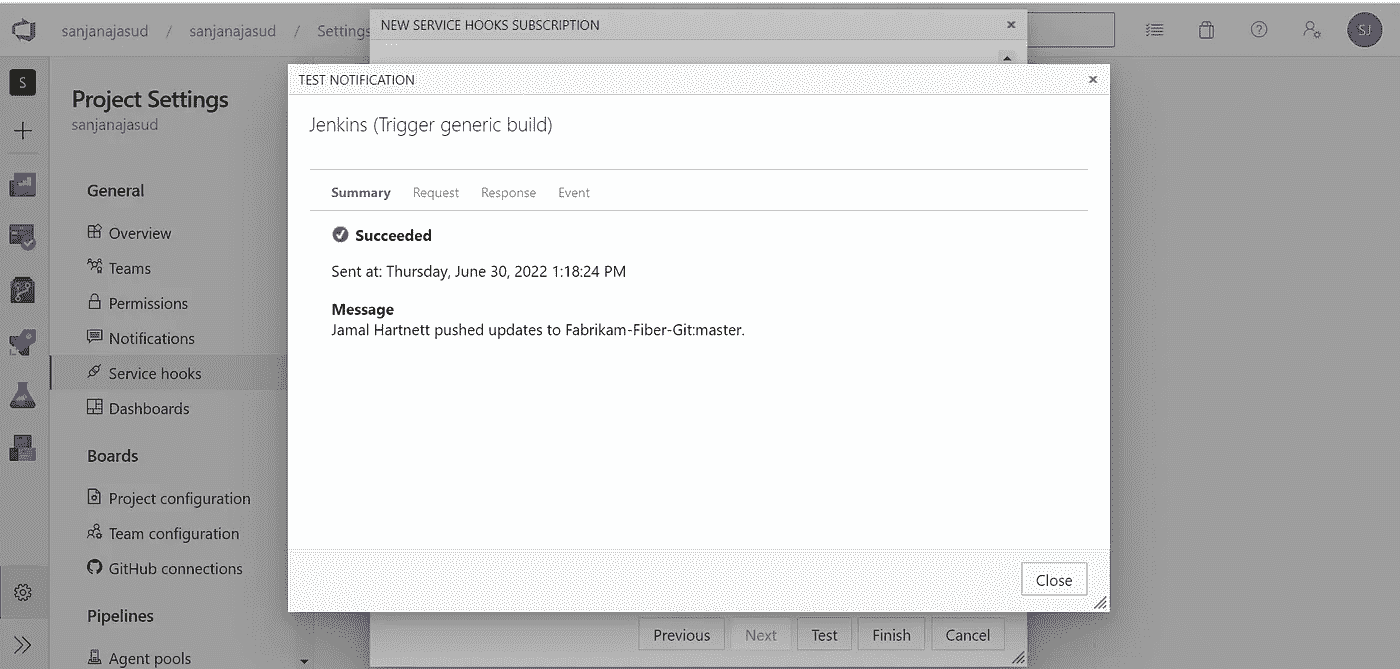 sanjanajasud / sanjanajasud / Settings
NEW SERVICE HOOKS SUBSCRIPTION
SJ
S
Project Settings
sanjanajasud
General
Overview
Teams
Permissions
Notifications
Service hooks
Dashboards
Boards
Project configuration
Team configuration
GitHub connections
Pipelines
Agent pools
TEST NOTIFICATION
Jenkins (Trigger generic build)
Summary Request Response Event
Succeeded
Sent at: Thursday, June 30, 2022 1:18:24 PM
Message
Jamal Hartnett pushed updates to Fabrikam-Fiber-Git:master.
Close
Previous Next Test Finish Cancel